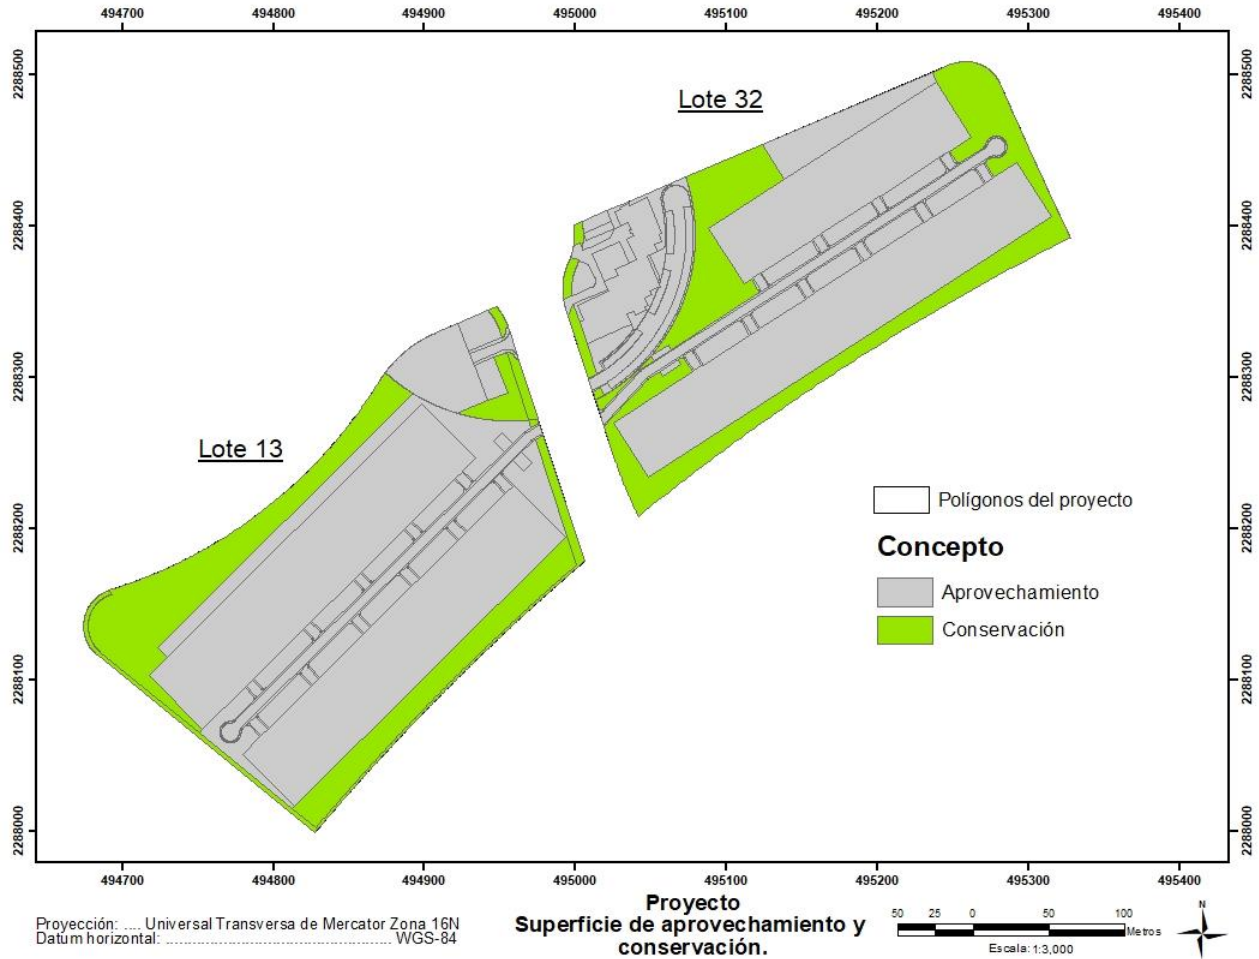 494700 494800 494900 495000 495100 495200 495300 495400
2288500 2288500
Lote 32
2288400 2288400
2288300 2288300
Lote 13
Polígonos del proyecto
2288200 2288200
Concepto
Aprovechamiento
Conservación
2288100 2288100
2288000 2288000
494700 494800 494900 495000 495100 495200 495300 495400
Proyección: .... Universal Transversa de Mercator Zona 16N
Datum horizontal: ................................................ WGS-84
Proyecto
Superficie de aprovechamiento y
conservación.
50 25 0 50 100
Metros
Escala: 1:3,000
N